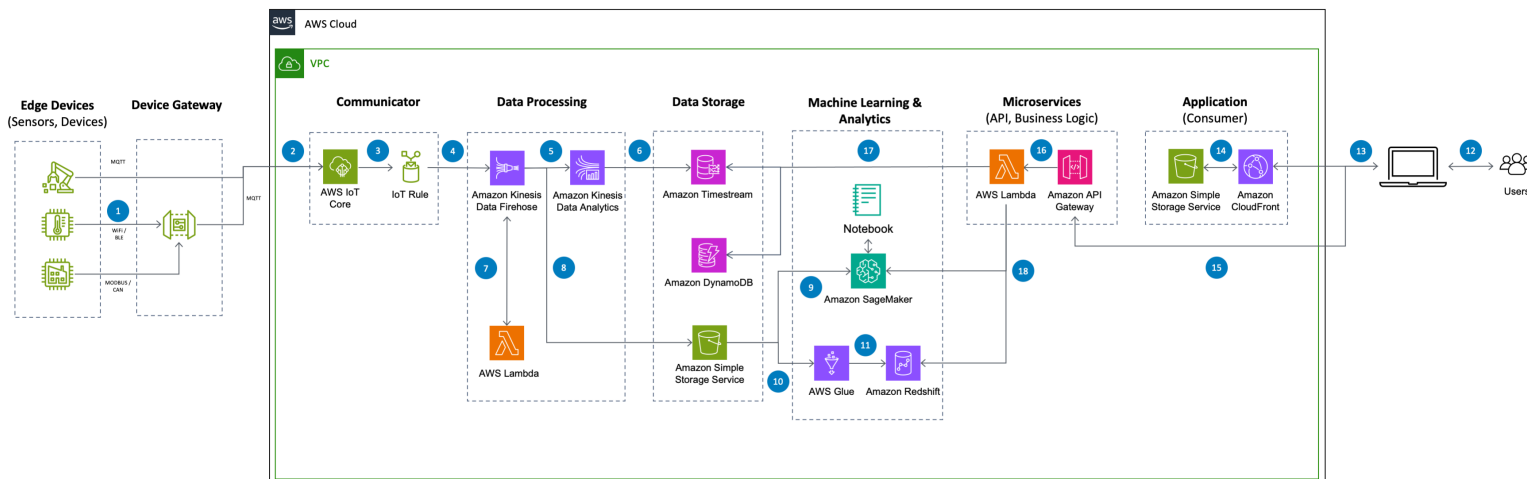 aws
AWS Cloud
VPC
Edge Devices
(Sensors, Devices)
Device Gateway
Communicator
Data Processing
Data Storage
Machine Learning &
Analytics
Microservices
(API, Business Logic)
Application
(Consumer)
MQTT
1
WiFi /
BLE
MODBUS /
CAN
MQTT
2
AWS IoT
Core
3
IoT Rule
4
Amazon Kinesis
Data Firehose
5
Amazon Kinesis
Data Analytics
6
7
8
AWS Lambda
Amazon Timestream
Amazon DynamoDB
Amazon Simple
Storage Service
17
Notebook
9
Amazon SageMaker
10
AWS Glue
11
Amazon Redshift
AWS Lambda
16
Amazon API
Gateway
18
Amazon Simple
Storage Service
14
Amazon
CloudFront
15
13
12
Users